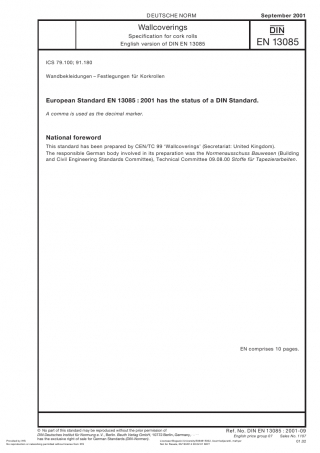 DEUTSCHE NORM
September 2001
Wallcoverings
Specification for cork rolls
English version of DIN EN 13085
DIN
EN 13085
ICS 79.100; 91.180
Wandbekleidungen – Festlegungen für Korkrollen
European Standard EN 13085 : 2001 has the status of a DIN Standard.
A comma is used as the decimal marker.
National foreword
This standard has been prepared by CEN/TC 99 'Wallcoverings' (Secretariat: United Kingdom).
The responsible German body involved in its preparation was the Normenausschuss Bauwesen (Building
and Civil Engineering Standards Committee), Technical Committee 09.08.00 Stoffe für Tapezierarbeiten.
EN comprises 10 pages.
© No part of this standard may be reproduced without the prior permission of
DIN Deutsches Institut für Normung e. V., Berlin. Beuth Verlag GmbH, 10772 Berlin, Germany,
has the exclusive right of sale for German Standards (DIN-Normen).
Ref. No. DIN EN 13085 : 2001-09
English price group 07 Sales No. 1107